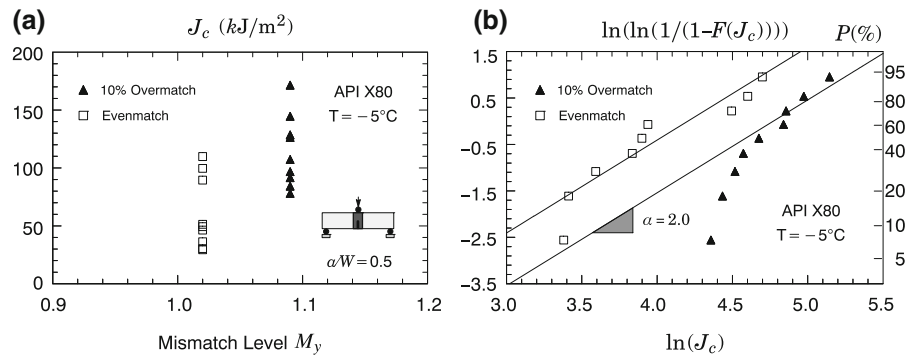 (a)
J_c (kJ/m²)
200
150
100
50
0
10% Overmatch
Evenmatch
API X80
T = −5°C
a/W = 0.5
0.9
1.0
1.1
1.2
Mismatch Level M_y
(b)
ln(ln(1/(1−F(J_c))))
P(%)
1.5
0.5
−0.5
−1.5
−2.5
−3.5
10% Overmatch
Evenmatch
α = 2.0
API X80
T = −5°C
95
80
60
40
20
10
5
3.0
3.5
4.0
4.5
5.0
5.5
ln(J_c)